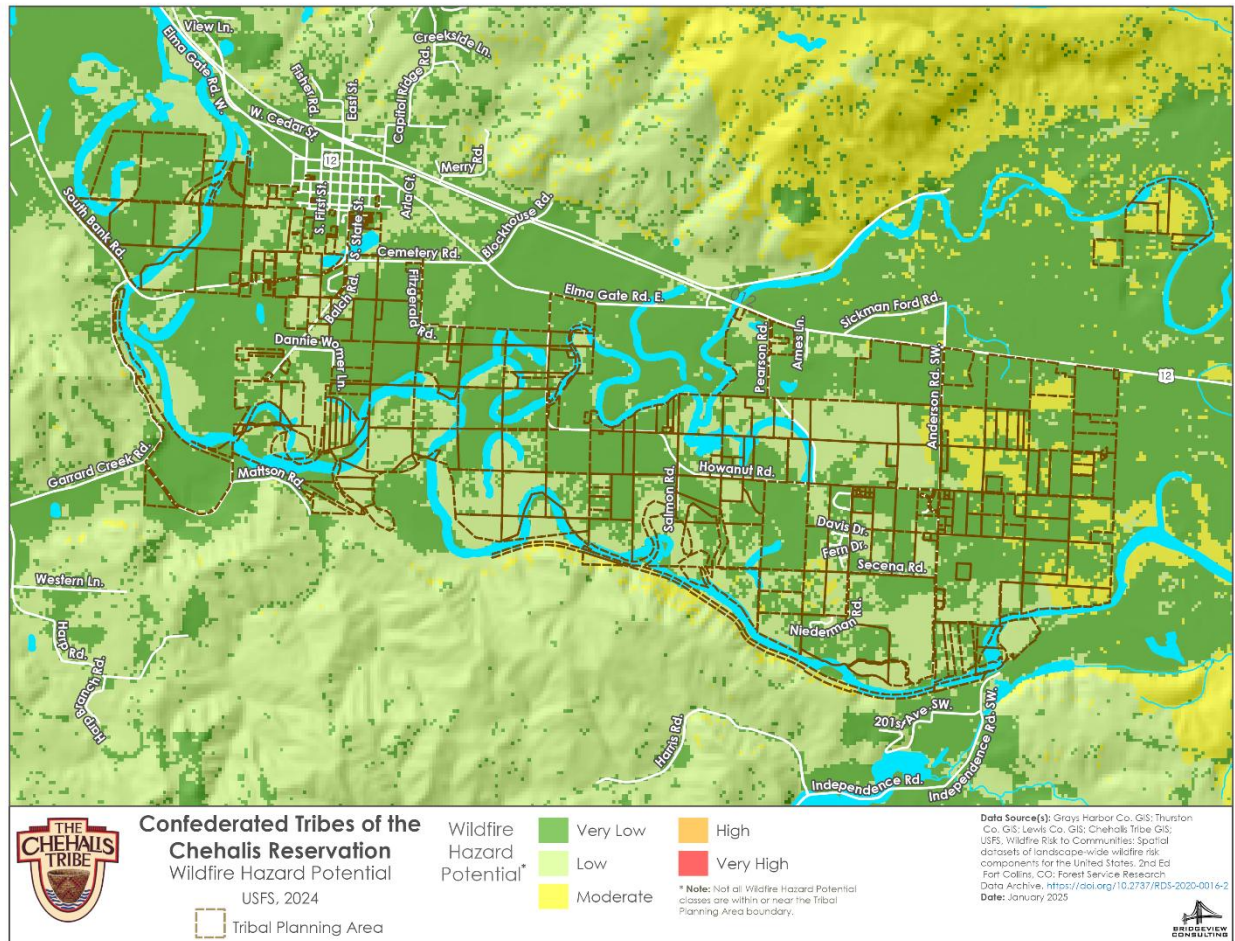 View Ln.
Elma Gate Rd. W.
Creekside Ln.
Capitol Ridge Rd.
Fisher Rd.
East St.
W. Cedar St.
12
Merry Rd.
Arla Ct.
S. First St.
S. State St.
South Bank Rd.
Blockhouse Rd.
Cemetery Rd.
Balch Rd.
Fitzgerald Rd.
Elma Gate Rd. E.
Sickman Ford Rd.
Dannie Womer Ln.
Pearson Rd.
Ames Ln.
Anderson Rd. SW.
12
Garrard Creek Rd.
Mattson Rd.
Howanut Rd.
Salmon Rd.
Davis Dr.
Fern Dr.
Secena Rd.
Western Ln.
Niederman Rd.
Hard Rd.
Harp Branch Rd.
201st Ave SW.
Harris Rd.
Independence Rd. SW.
Independence Rd.
THE
CHEHALIS
TRIBE
Confederated Tribes of the
Chehalis Reservation
Wildfire Hazard Potential
USFS, 2024
Tribal Planning Area
Wildfire
Hazard
Potential*
Very Low
Low
Moderate
High
Very High
* Note: Not all Wildfire Hazard Potential
classes are within or near the Tribal
Planning Area boundary.
Data Source(s): Grays Harbor Co. GIS; Thurston
Co. GIS; Lewis Co. GIS; Chehalis Tribe GIS;
USFS, Wildfire Risk to Communities: Spatial
datasets of landscape-wide wildfire risk
components for the United States, 2nd Ed
Fort Collins, CO: Forest Service Research
Data Archive. https://doi.org/10.2737/RDS-2020-0016-2
Date: January 2025
BRIDGEVIEW
CONSULTING